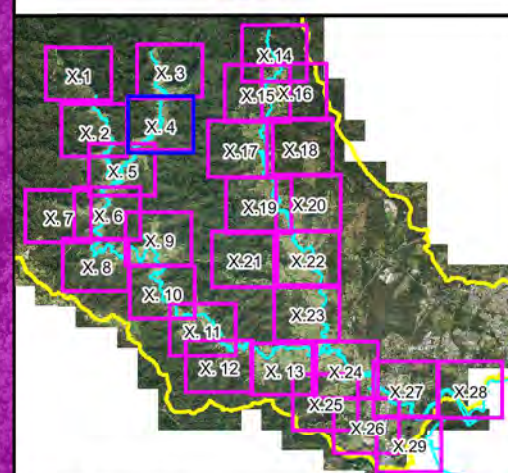 X.14
X.1
X. 3
X.15
X.16
X. 2
X. 4
X.17
X.18
X. 5
X. 7
X. 6
X.19
X.20
X. 9
X. 8
X.21
X.22
X. 10
X. 11
X.23
X. 12
X. 13
X.24
X.27
X.28
X.25
X.26
X.29